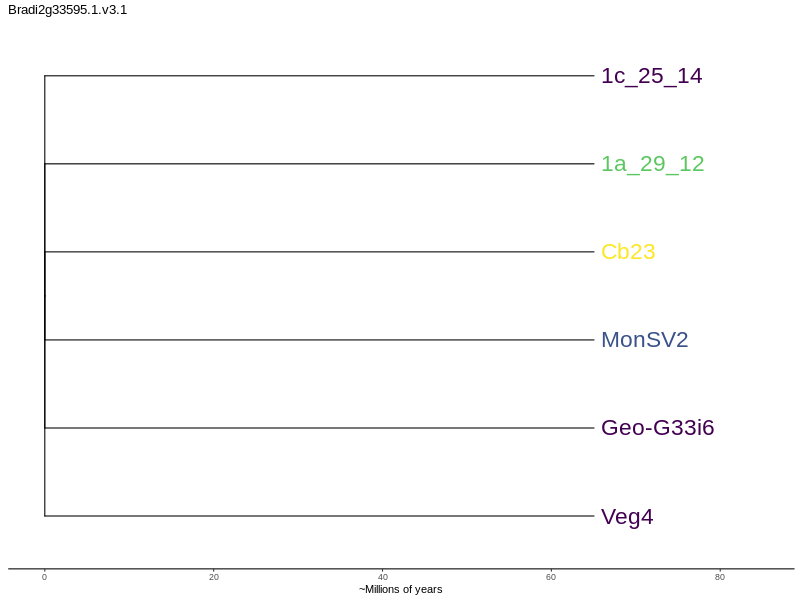 Bradi2g33595.1.v3.1
1c_25_14
1a_29_12
Cb23
MonSV2
Geo-G33i6
Veg4
0 20 40 60 80
~Millions of years